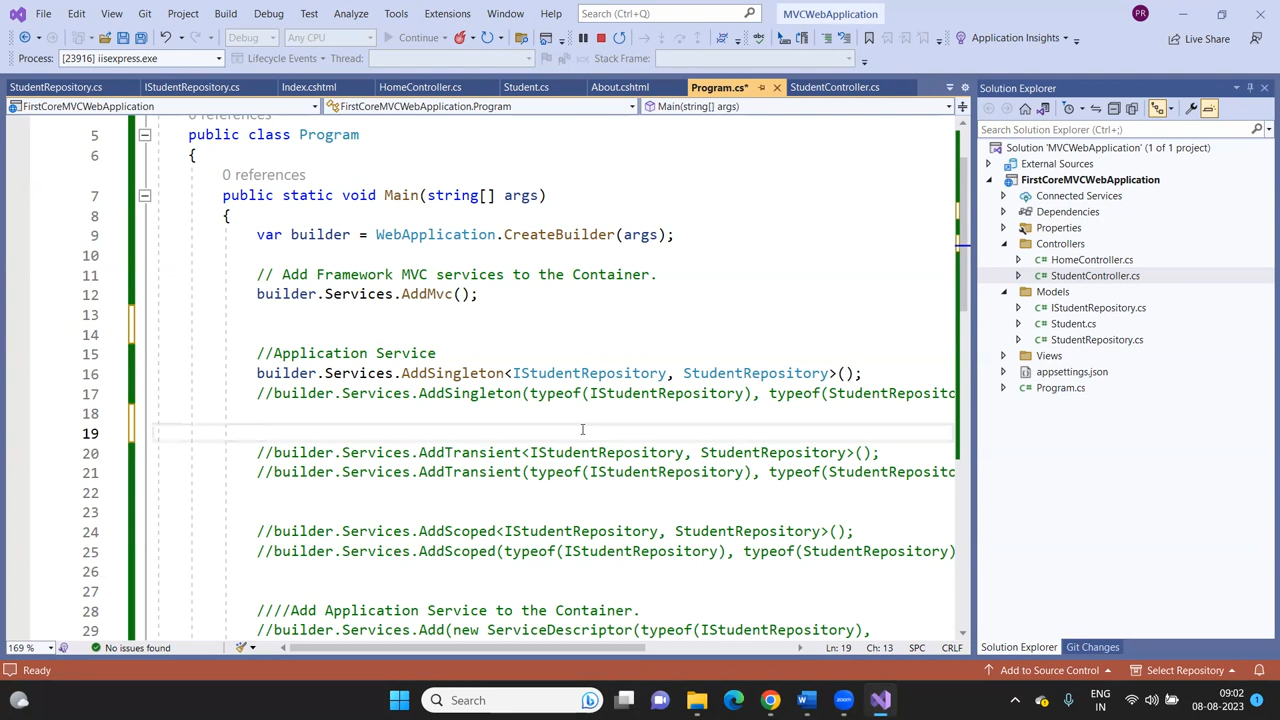 File Edit View Git Project Build Debug Test Analyze Tools Extensions Window Help Search (Ctrl+Q) MVCWebApplication PR
Debug Any CPU Continue Application Insights Live Share
Process: [23916] iisexpress.exe Lifecycle Events Thread: Stack Frame:
StudentRepository.cs IStudentRepository.cs Index.cshtml HomeController.cs Student.cs About.cshtml Program.cs* StudentController.cs
FirstCoreMVCWebApplication FirstCoreMVCWebApplication.Program Main(string[] args)
0 references
5 public class Program
6 {
0 references
7 public static void Main(string[] args)
8 {
9 var builder = WebApplication.CreateBuilder(args);
10
11 // Add Framework MVC services to the Container.
12 builder.Services.AddMvc();
13
14
15 //Application Service
16 builder.Services.AddSingleton<IStudentRepository, StudentRepository>();
17 //builder.Services.AddSingleton(typeof(IStudentRepository), typeof(StudentReposito
18
19
20 //builder.Services.AddTransient<IStudentRepository, StudentRepository>();
21 //builder.Services.AddTransient(typeof(IStudentRepository), typeof(StudentReposito
22
23
24 //builder.Services.AddScoped<IStudentRepository, StudentRepository>();
25 //builder.Services.AddScoped(typeof(IStudentRepository), typeof(StudentRepository)
26
27
28 ////Add Application Service to the Container.
29 //builder.Services.Add(new ServiceDescriptor(typeof(IStudentRepository),
169 % No issues found Ln: 19 Ch: 13 SPC CRLF
Solution Explorer
Search Solution Explorer (Ctrl+;)
Solution 'MVCWebApplication' (1 of 1 project)
External Sources
FirstCoreMVCWebApplication
Connected Services
Dependencies
Properties
Controllers
C# HomeController.cs
C# StudentController.cs
Models
C# IStudentRepository.cs
C# Student.cs
C# StudentRepository.cs
Views
appsettings.json
C# Program.cs
Solution Explorer Git Changes
Ready Add to Source Control Select Repository
Search ENG IN 09:02 08-08-2023 1